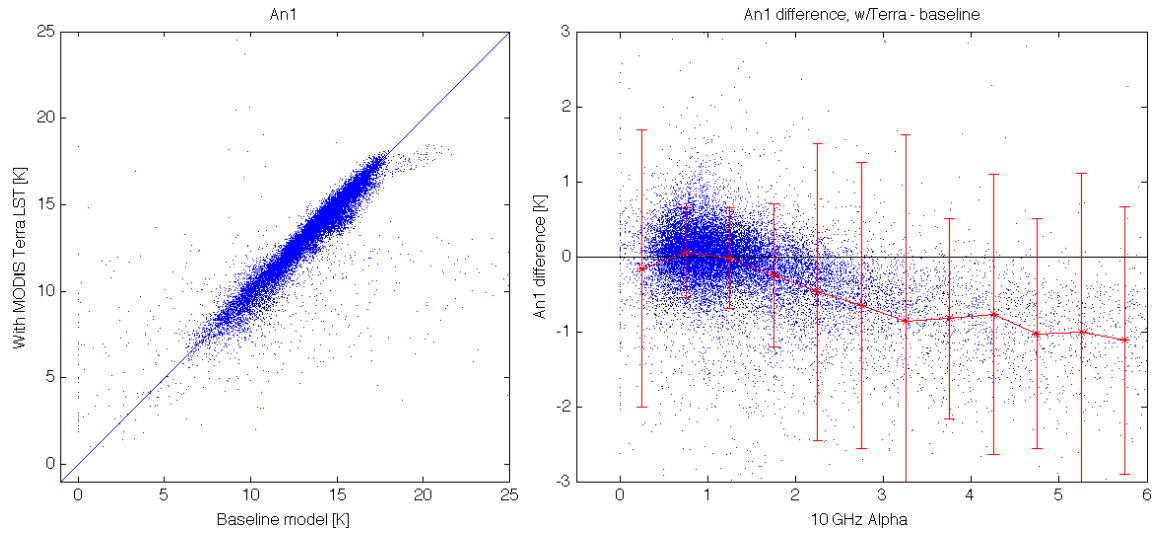 An1
25
20
15
10
5
0
With MODIS Terra LST [K]
0 5 10 15 20 25
Baseline model [K]
An1 difference, w/Terra - baseline
3
2
1
0
-1
-2
-3
An1 difference [K]
0 1 2 3 4 5 6
10 GHz Alpha